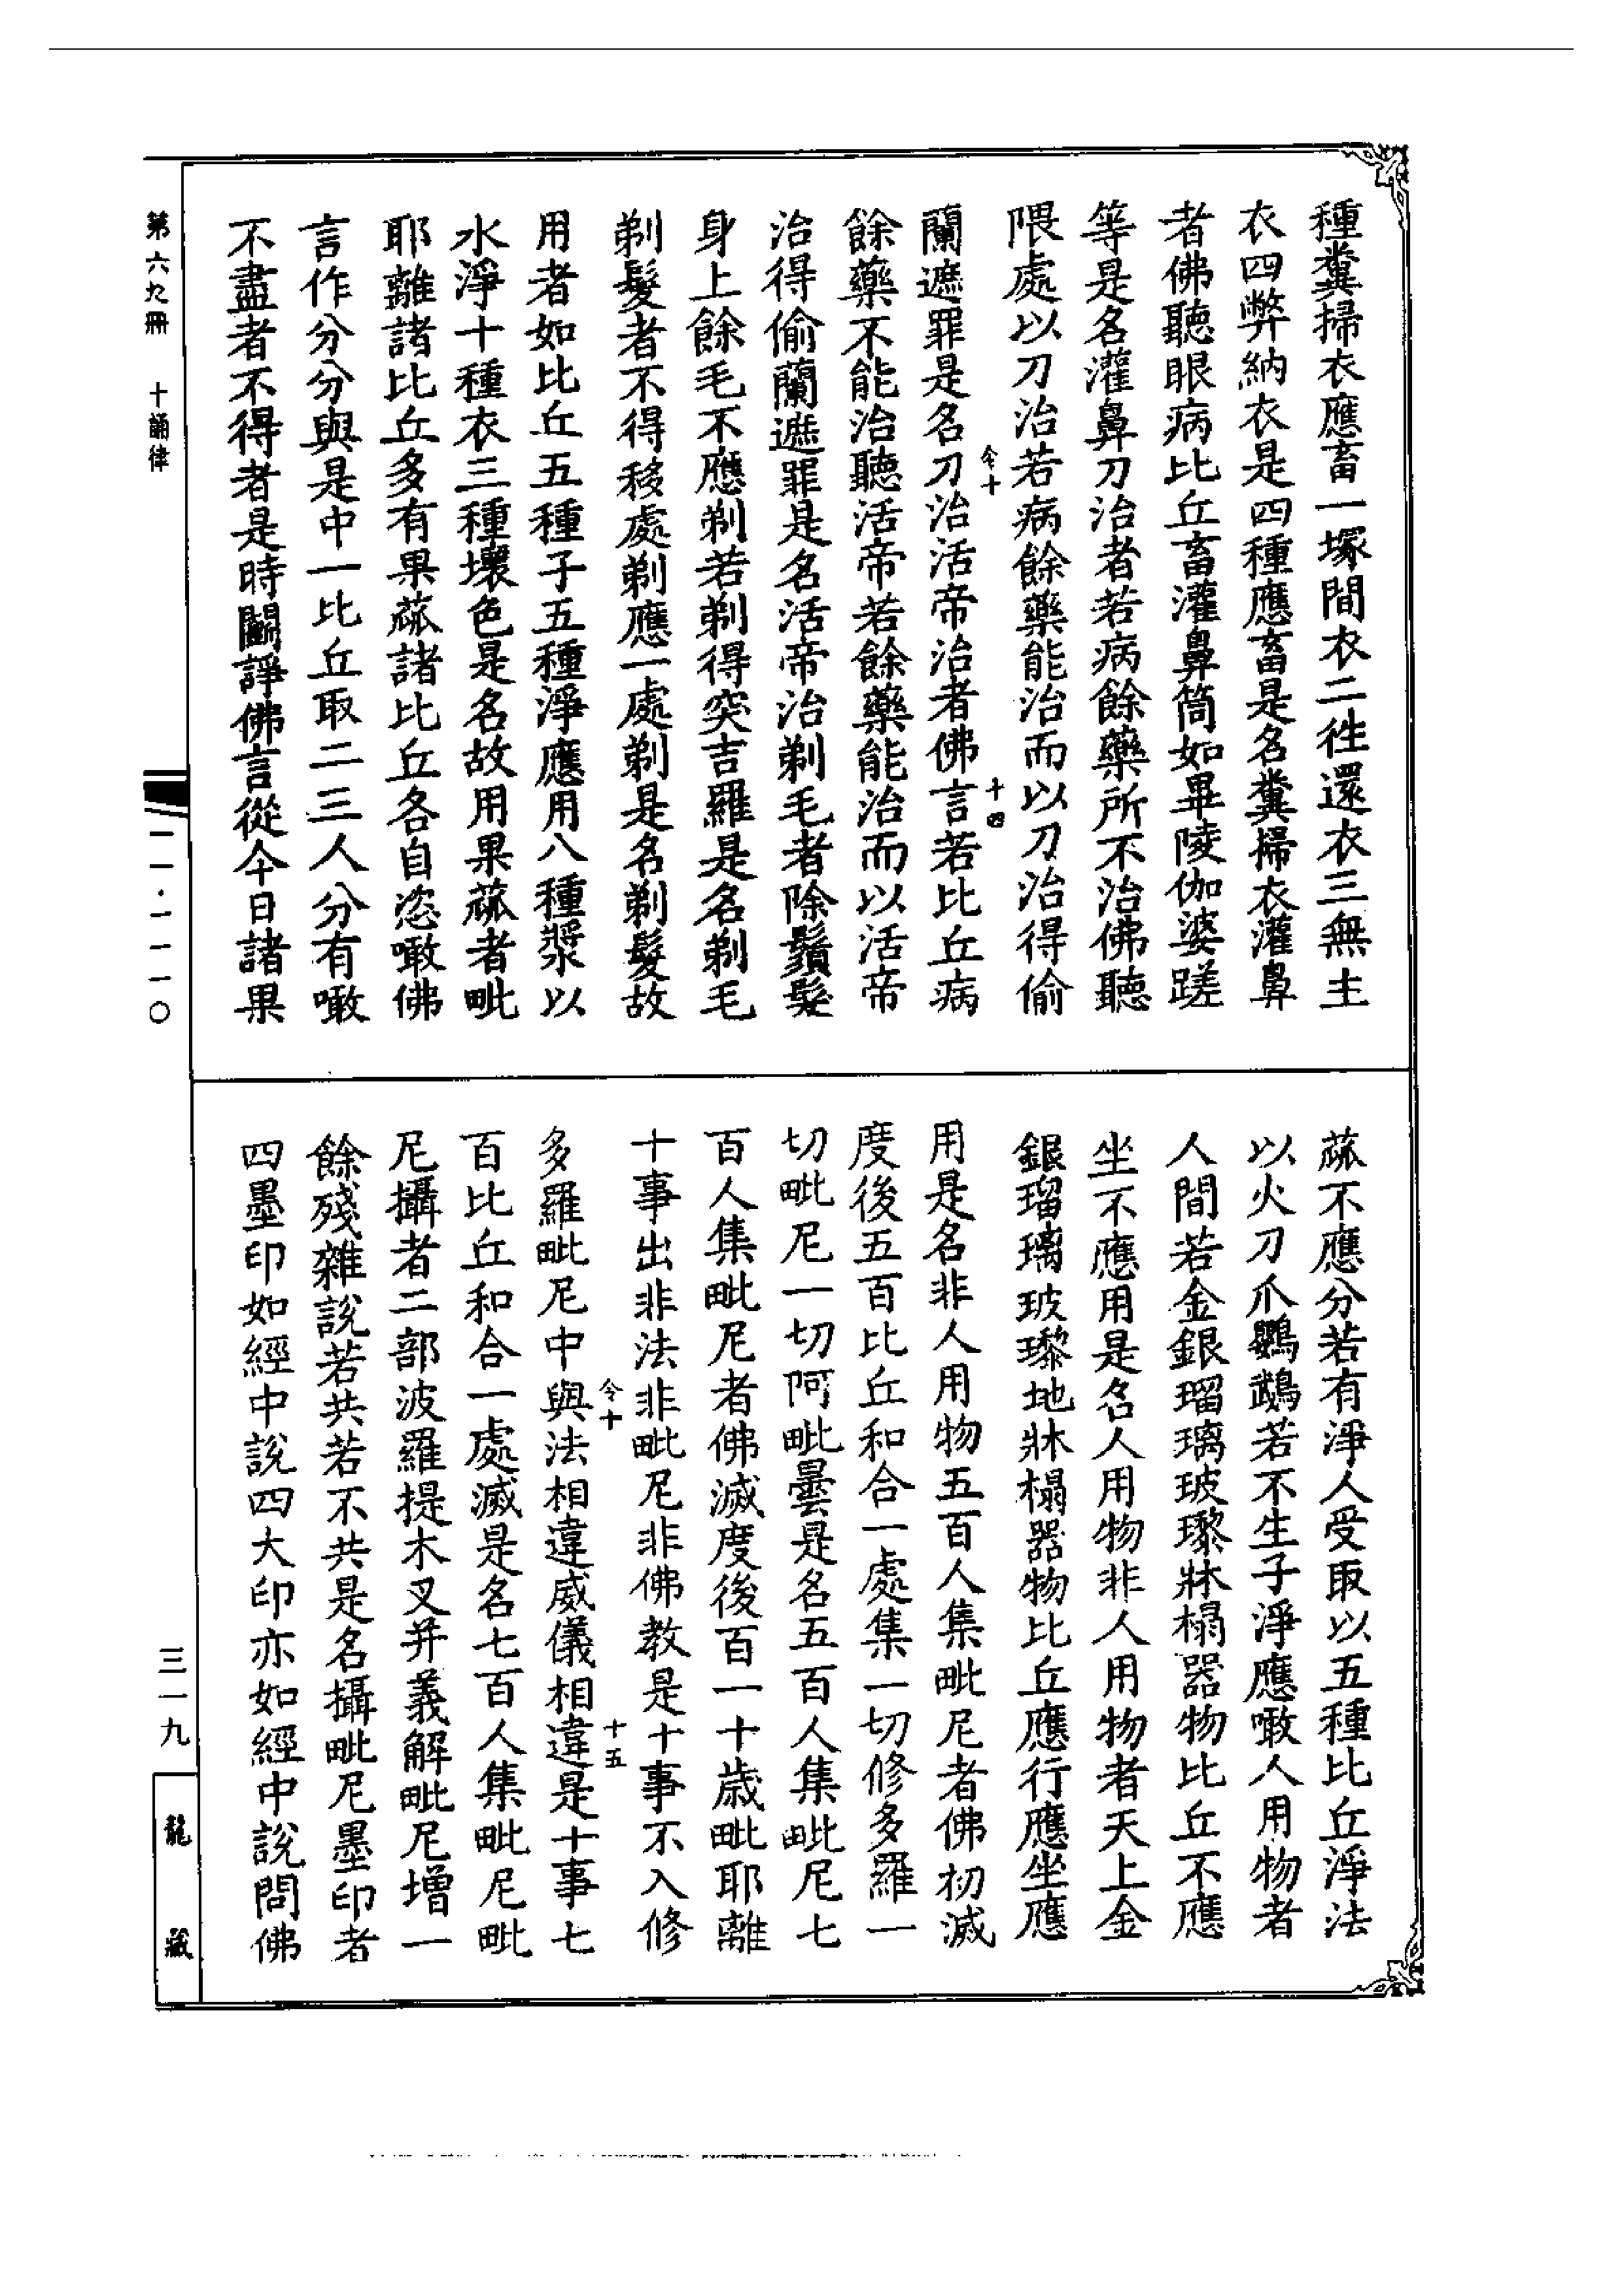 種糞掃衣應畜一塚間衣二徃還衣三無主
衣四弊納衣是四種應畜是名糞掃衣灌鼻
者佛聽眼病比丘畜灌鼻筒如畢陵伽婆蹉
等是名灌鼻刀治者若病餘藥所不治佛聽
隈處以刀治若病餘藥能治而以刀治得偷
蘭遮罪是名刀治活帝治者佛言若比丘病
餘藥不能治聽活帝若餘藥能治而以活帝
治得偷蘭遮罪是名活帝治剃毛者除鬚髮
身上餘毛不應剃若剃得突吉羅是名剃毛
剃髮者不得移處剃應一處剃是名剃髮故
用者如比丘五種子五種淨應用八種漿以
水淨十種衣三種壞色是名故用果蓏者毗
耶離諸比丘多有果蓏諸比丘各自恣噉佛
言作分分與是中一比丘取二三人分有噉
不盡者不得者是時鬬諍佛言從今日諸果
令十
十四
第六九冊 十誦律
一一·一一一〇
蓏不應分若有淨人受取以五種比丘淨法
以火刀爪鸚鵡若不生子淨應噉人用物者
人間若金銀瑠璃玻瓈牀榻器物比丘不應
坐不應用是名人用物非人用物者天上金
銀瑠璃玻瓈地牀榻器物比丘應行應坐應
用是名非人用物五百人集毗尼者佛初滅
度後五百比丘和合一處集一切修多羅一
切毗尼一切阿毗曇是名五百人集毗尼七
百人集毗尼者佛滅度後百一十歲毗耶離
十事出非法非毗尼非佛教是十事不入修
多羅毗尼中與法相違威儀相違是十事七
百比丘和合一處滅是名七百人集毗尼毗
尼攝者二部波羅提木叉并義解毗尼增一
餘殘雜說若共若不共是名攝毗尼墨印者
四墨印如經中說四大印亦如經中說問佛
令十
十五
三一九
龍藏